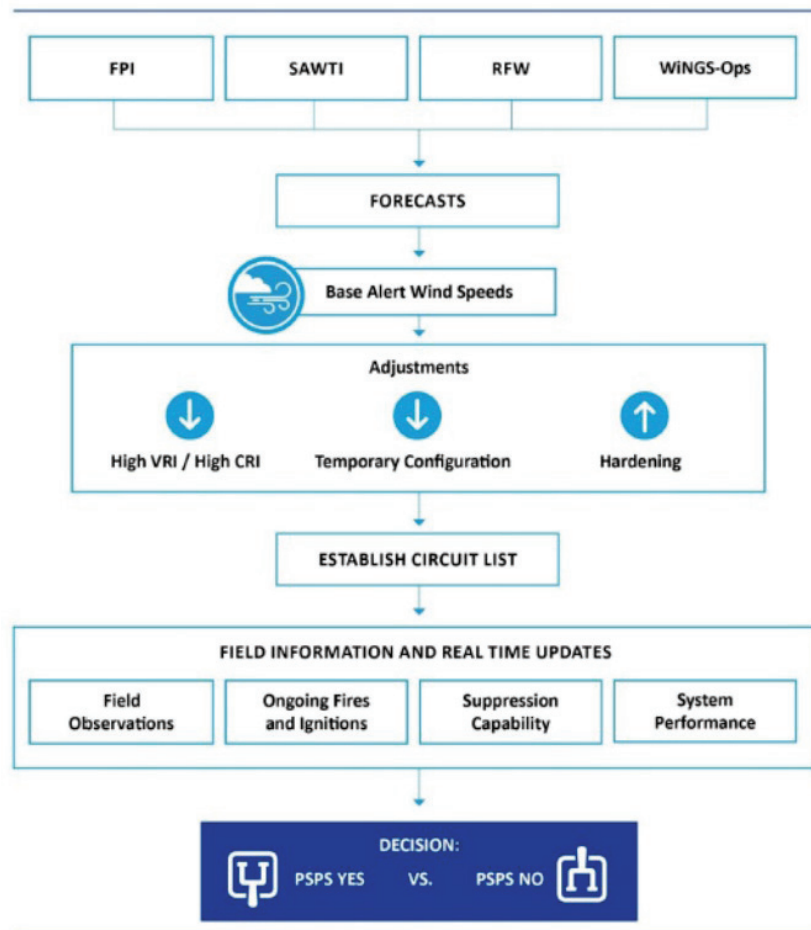 FPI
SAWTI
RFW
WiNGS-Ops
FORECASTS
Base Alert Wind Speeds
Adjustments
High VRI / High CRI
Temporary Configuration
Hardening
ESTABLISH CIRCUIT LIST
FIELD INFORMATION AND REAL TIME UPDATES
Field
Observations
Ongoing Fires
and Ignitions
Suppression
Capability
System
Performance
DECISION:
PSPS YES VS. PSPS NO